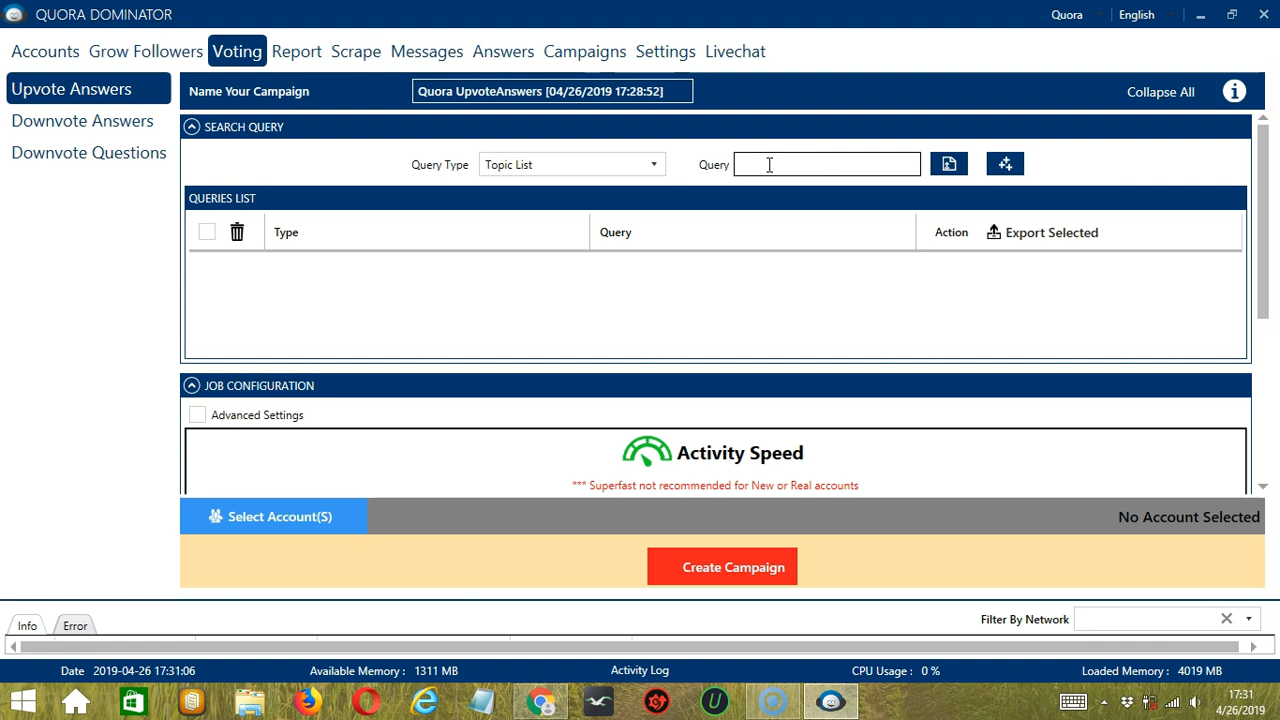 QUORA DOMINATOR
Quora
English
Accounts Grow Followers Voting Report Scrape Messages Answers Campaigns Settings Livechat
Upvote Answers
Downvote Answers
Downvote Questions
Name Your Campaign
Quora UpvoteAnswers [04/26/2019 17:28:52]
Collapse All
SEARCH QUERY
Query Type
Topic List
Query
QUERIES LIST
Type
Query
Action
Export Selected
JOB CONFIGURATION
Advanced Settings
Activity Speed
*** Superfast not recommended for New or Real accounts
Select Account(S)
No Account Selected
Create Campaign
Info
Error
Filter By Network
Date 2019-04-26 17:31:06
Available Memory : 1311 MB
Activity Log
CPU Usage : 0 %
Loaded Memory : 4019 MB
17:31
4/26/2019